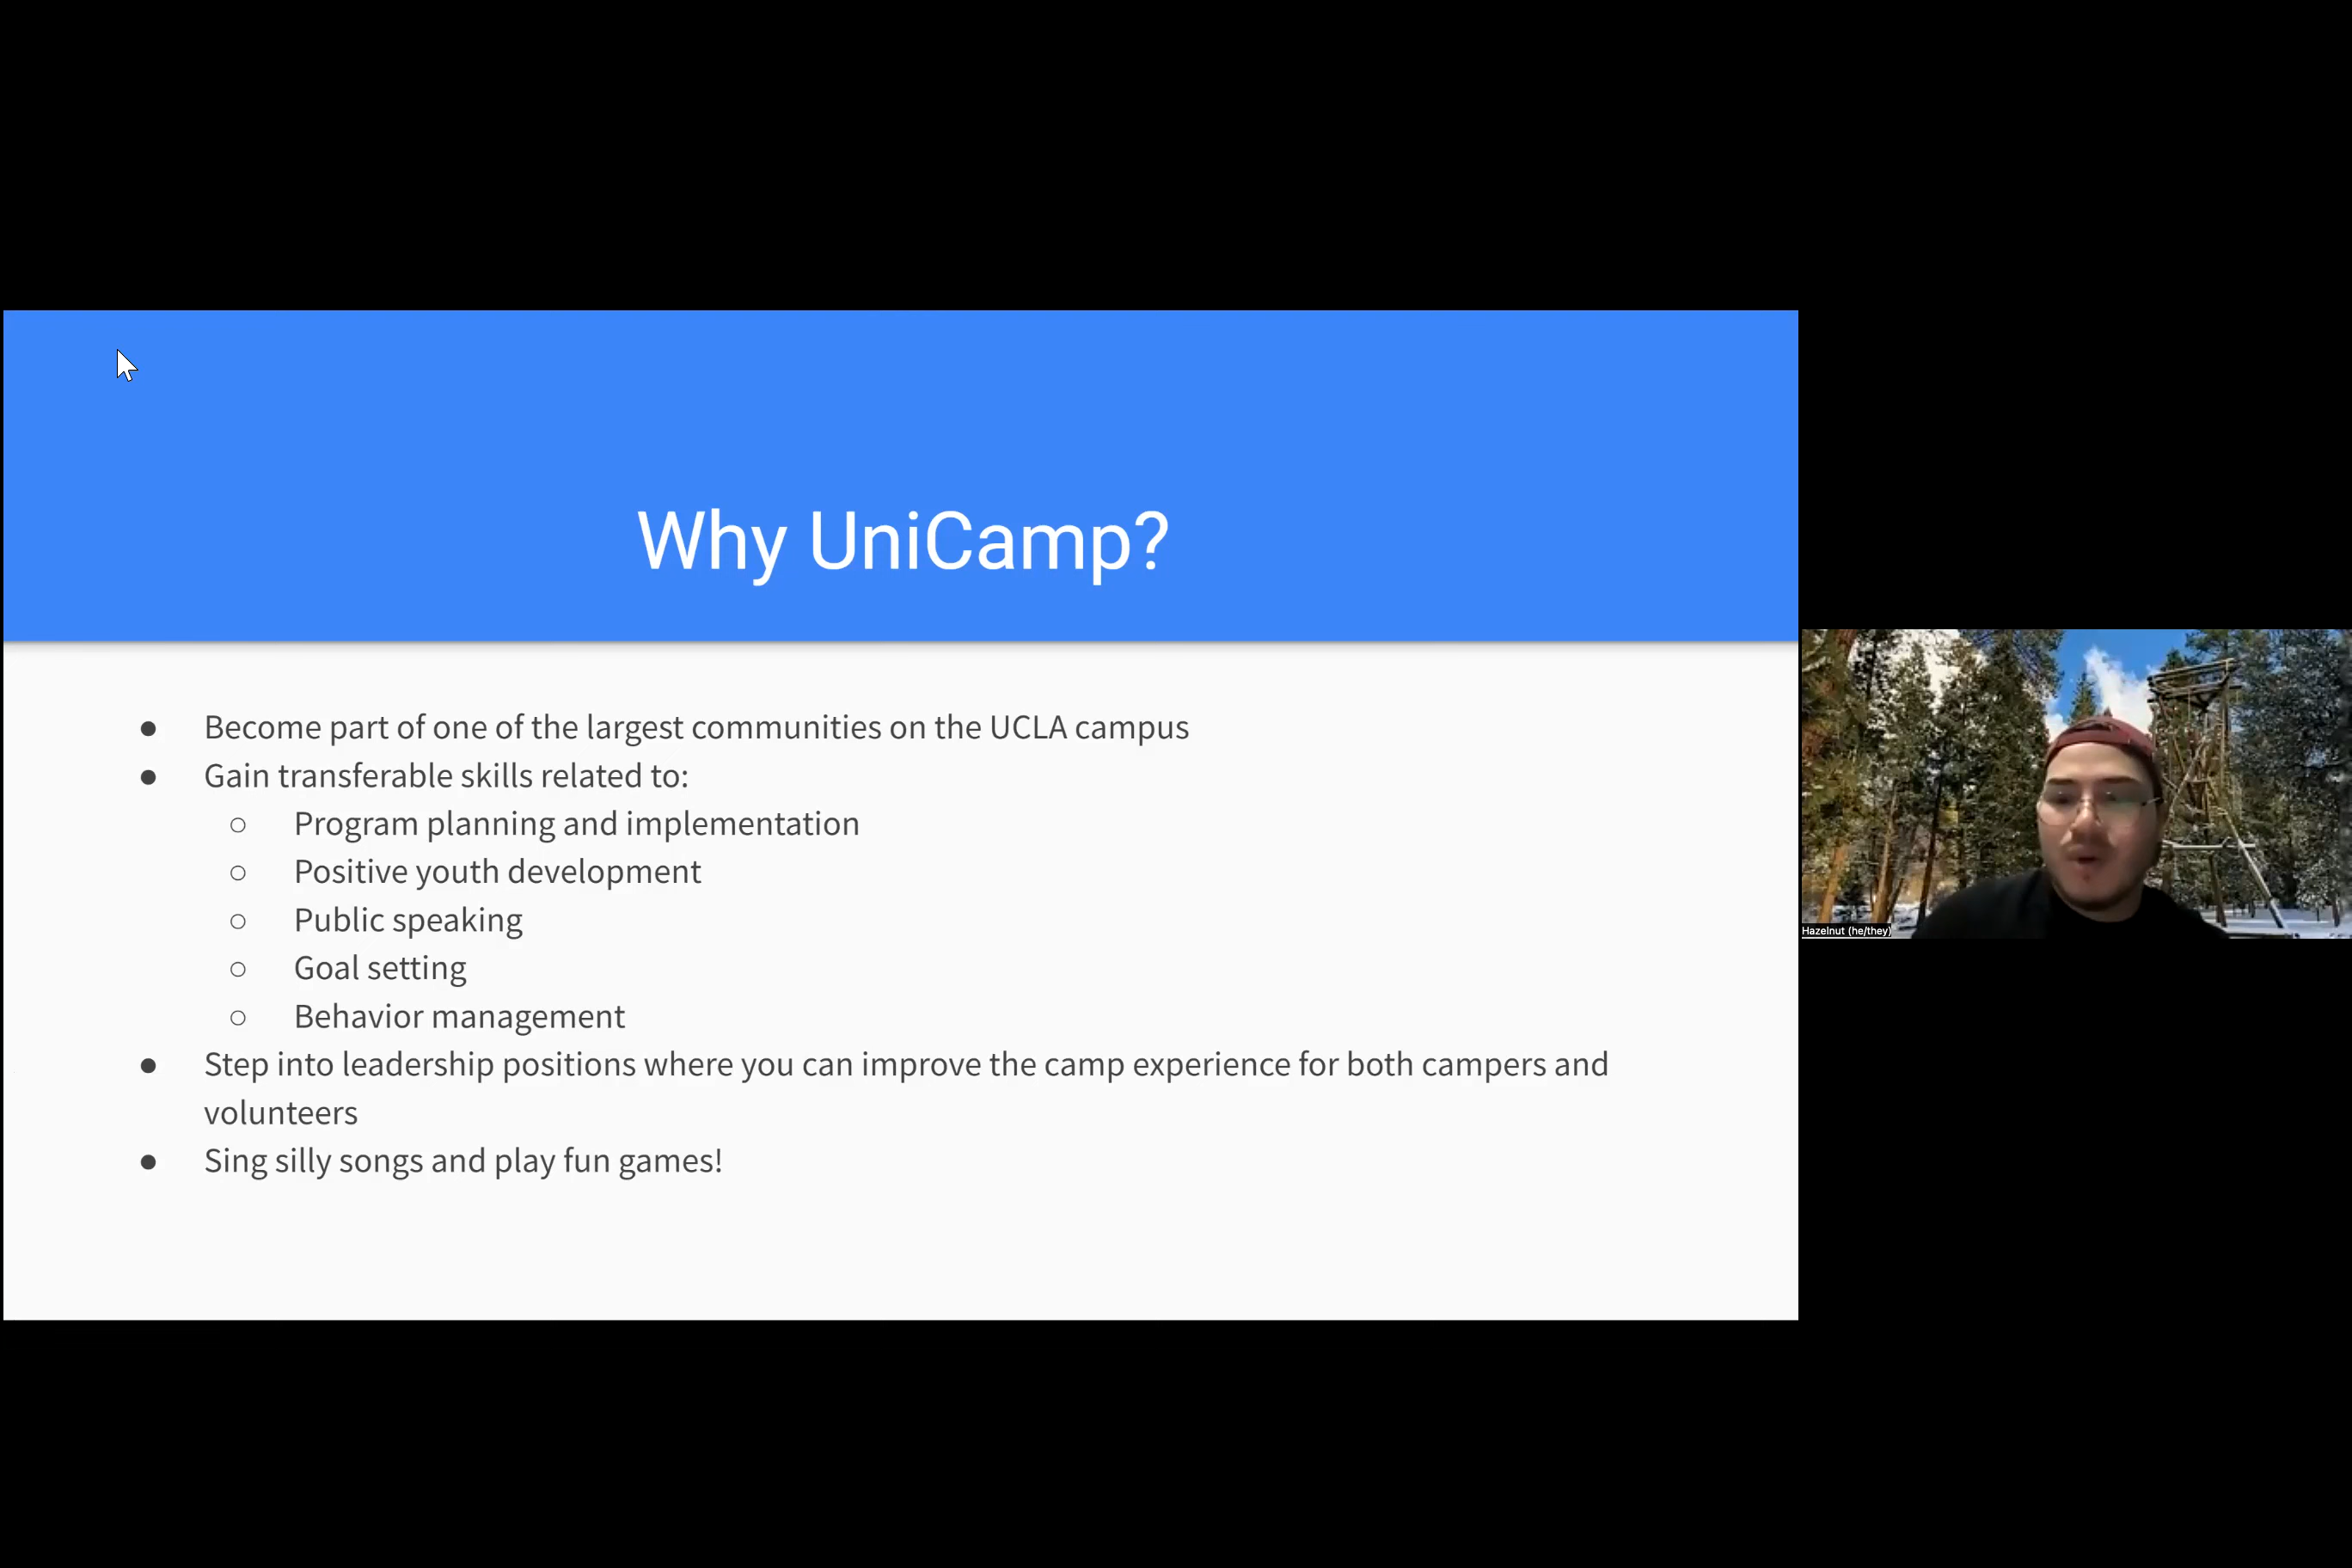 Why UniCamp?
● Become part of one of the largest communities on the UCLA campus
● Gain transferable skills related to:
○ Program planning and implementation
○ Positive youth development
○ Public speaking
○ Goal setting
○ Behavior management
● Step into leadership positions where you can improve the camp experience for both campers and
volunteers
● Sing silly songs and play fun games!
Hazelnut (he/they)